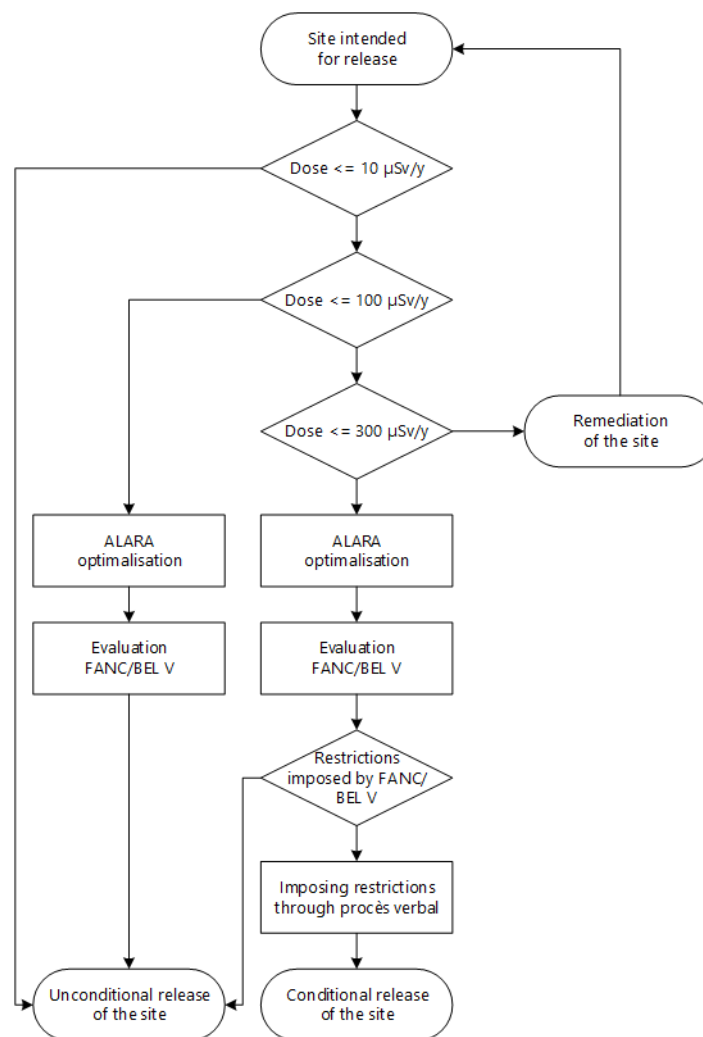 Site intended
for release
Dose <= 10 µSv/y
Dose <= 100 µSv/y
Dose <= 300 µSv/y
Remediation
of the site
ALARA
optimalisation
ALARA
optimalisation
Evaluation
FANC/BEL V
Evaluation
FANC/BEL V
Restrictions
imposed by FANC/
BEL V
Imposing restrictions
through procès verbal
Unconditional release
of the site
Conditional release
of the site